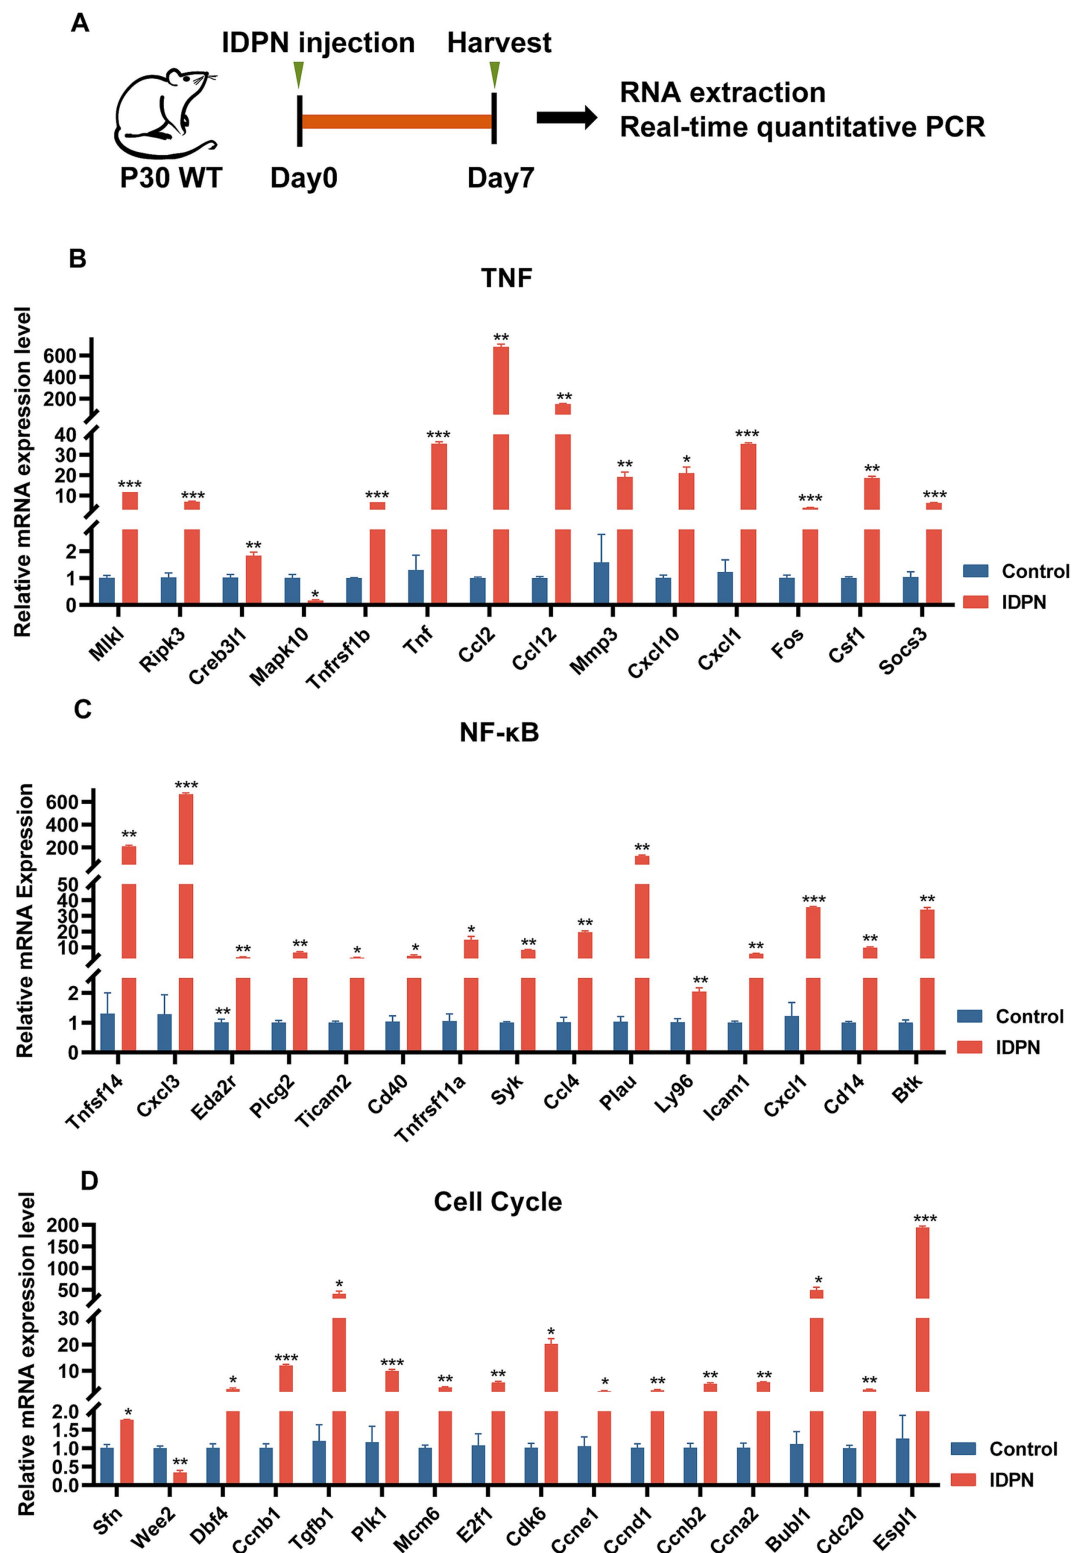 A
IDPN injection Harvest
RNA extraction
Real-time quantitative PCR
P30 WT Day0 Day7
B
TNF
Relative mRNA expression level
600
400
200
40
30
20
10
2
1
0
** ** *** *** *** ** * *** ** * ** *** *** ***
Control
IDPN
Mlkl Ripk3 Creb3l1 Mapk10 Tnfrsf1b Tnf Ccl2 Ccl12 Mmp3 Cxcl10 Cxcl1 Fos Csf1 Socs3
C
NF-κB
Relative mRNA Expression
600
400
200
50
40
30
20
10
2
1
0
** *** ** ** ** * * * ** ** ** ** ** *** ** **
Control
IDPN
Tnfsf14 Cxcl3 Eda2r Plcg2 Ticam2 Cd40 Tnfrsf11a Syk Ccl4 Plau Ly96 Icam1 Cxcl1 Cd14 Btk
D
Cell Cycle
Relative mRNA expression level
200
150
100
50
30
20
10
2.0
1.5
1.0
0.5
0.0
* ** * *** * *** ** ** * * ** ** ** * ** ***
Control
IDPN
Sfn Wee2 Dbf4 Ccnb1 Tgfb1 Plk1 Mcm6 E2f1 Cdk6 Ccne1 Ccnd1 Ccnb2 Ccna2 Bubl1 Cdc20 Espl1